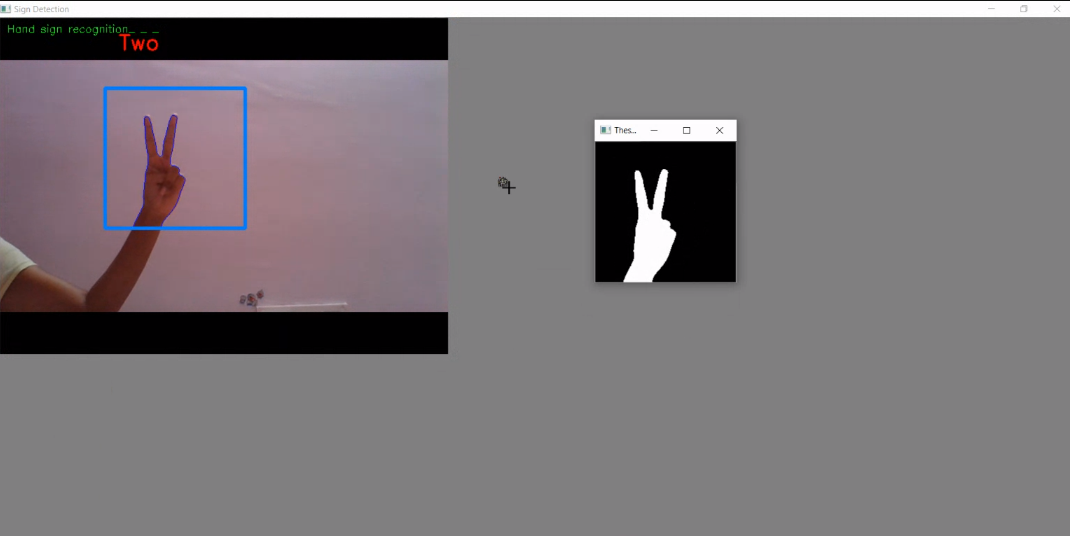 Sign Detection
Hand sign recognition_ _ _
Two
Thes...